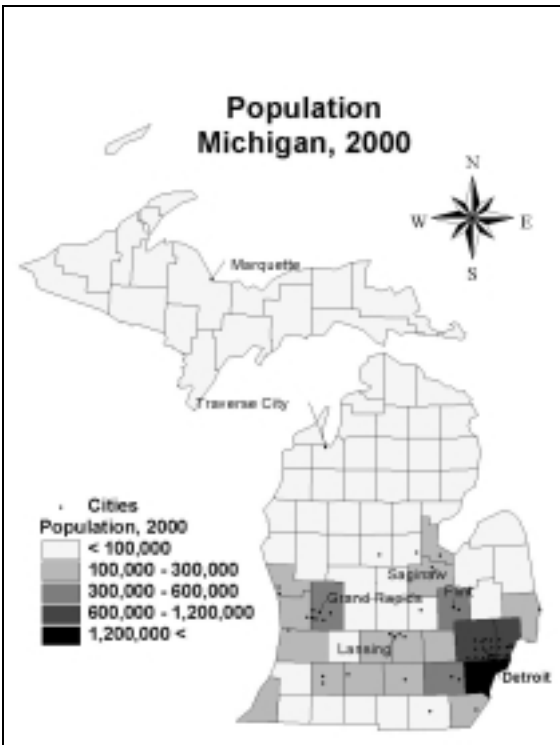 Population
Michigan, 2000
N
W E
S
Marquette
Traverse City
Cities
Population, 2000
< 100,000
100,000 - 300,000
300,000 - 600,000
600,000 - 1,200,000
1,200,000 <
Saginaw
Flint
Grand Rapids
Lansing
Detroit